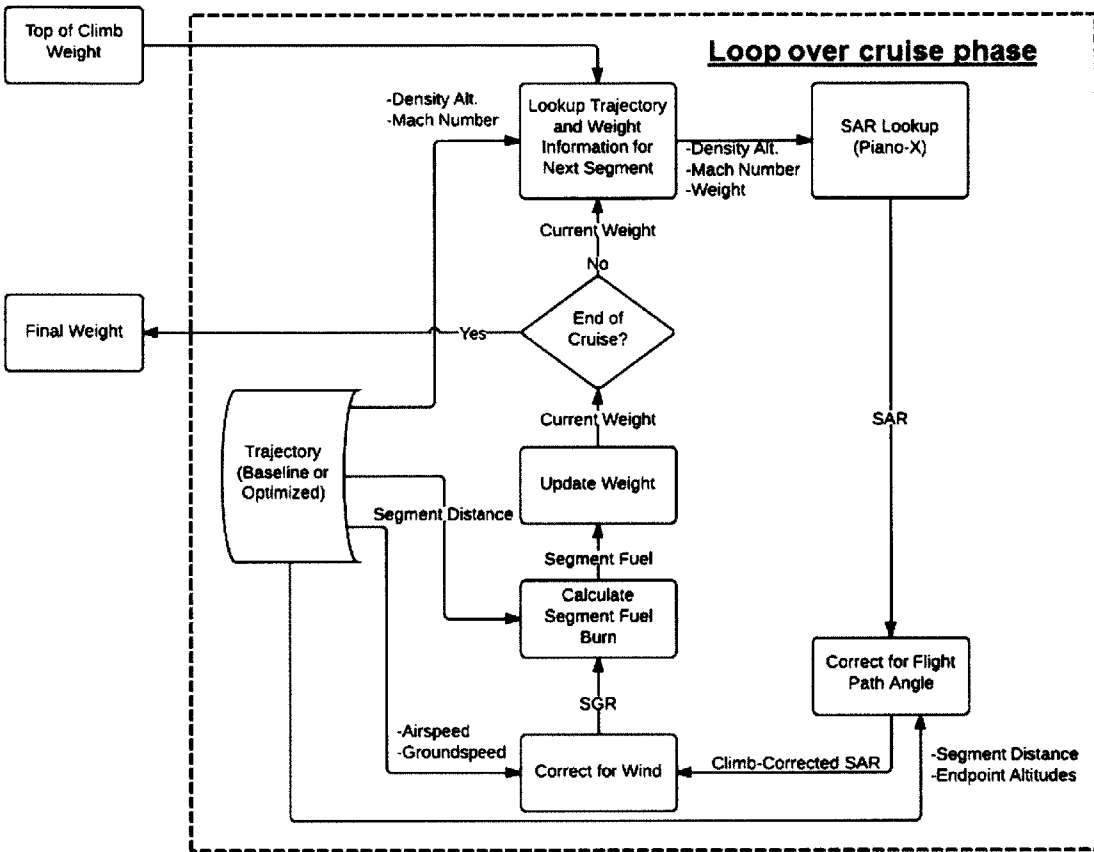 Top of Climb
Weight
Loop over cruise phase
-Density Alt.
-Mach Number
Lookup Trajectory
and Weight
Information for
Next Segment
-Density Alt.
-Mach Number
-Weight
SAR Lookup
(Piano-X)
Current Weight
No
Final Weight
Yes
End of
Cruise?
Current Weight
SAR
Trajectory
(Baseline or
Optimized)
Update Weight
Segment Distance
Segment Fuel
Calculate
Segment Fuel
Burn
Correct for Flight
Path Angle
SGR
-Airspeed
-Groundspeed
Correct for Wind
Climb-Corrected SAR
-Segment Distance
-Endpoint Altitudes